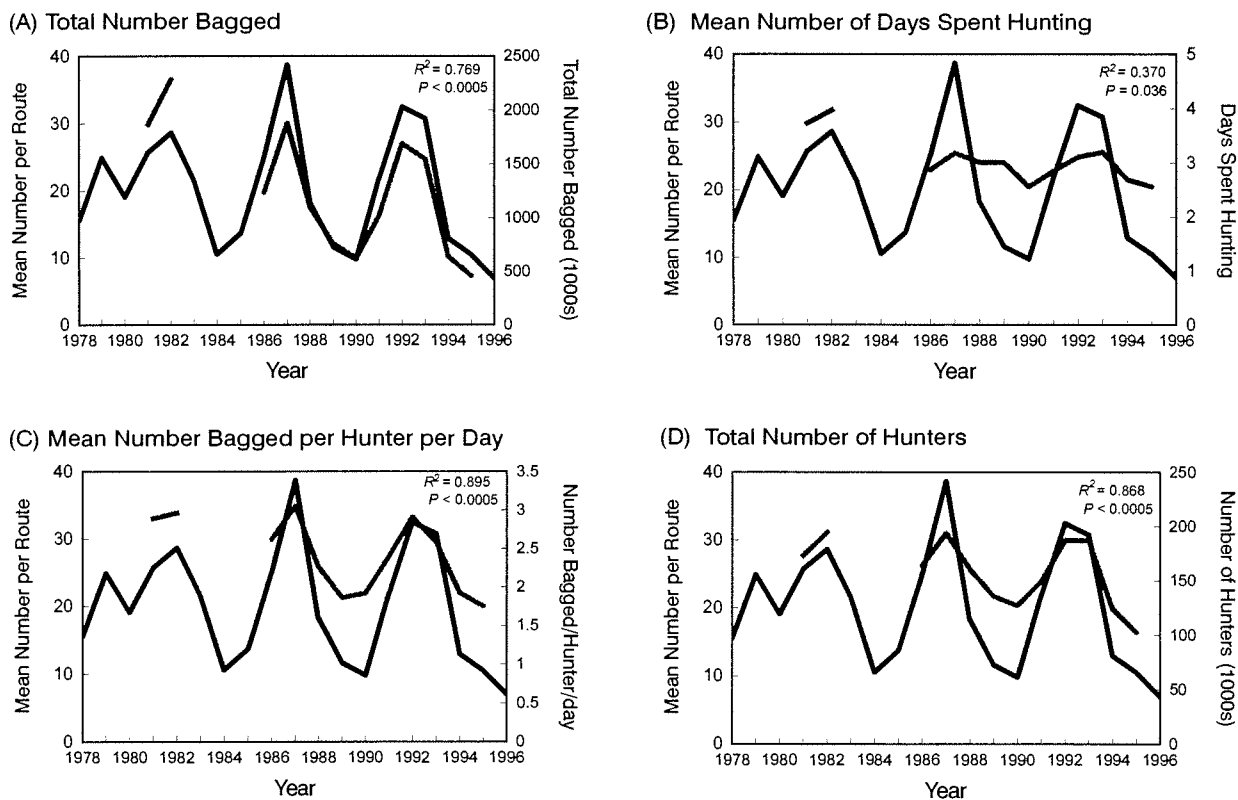 (A) Total Number Bagged
Mean Number per Route
40
30
20
10
0
R² = 0.769
P < 0.0005
2500
2000
1500
1000
500
0
Total Number Bagged (1000s)
1978 1980 1982 1984 1986 1988 1990 1992 1994 1996
Year
(B) Mean Number of Days Spent Hunting
Mean Number per Route
40
30
20
10
0
R² = 0.370
P = 0.036
5
4
3
2
1
0
Days Spent Hunting
1978 1980 1982 1984 1986 1988 1990 1992 1994 1996
Year
(C) Mean Number Bagged per Hunter per Day
Mean Number per Route
40
30
20
10
0
R² = 0.895
P < 0.0005
3.5
3
2.5
2
1.5
1
0.5
0
Number Bagged/Hunter/day
1978 1980 1982 1984 1986 1988 1990 1992 1994 1996
Year
(D) Total Number of Hunters
Mean Number per Route
40
30
20
10
0
R² = 0.868
P < 0.0005
250
200
150
100
50
0
Number of Hunters (1000s)
1978 1980 1982 1984 1986 1988 1990 1992 1994 1996
Year